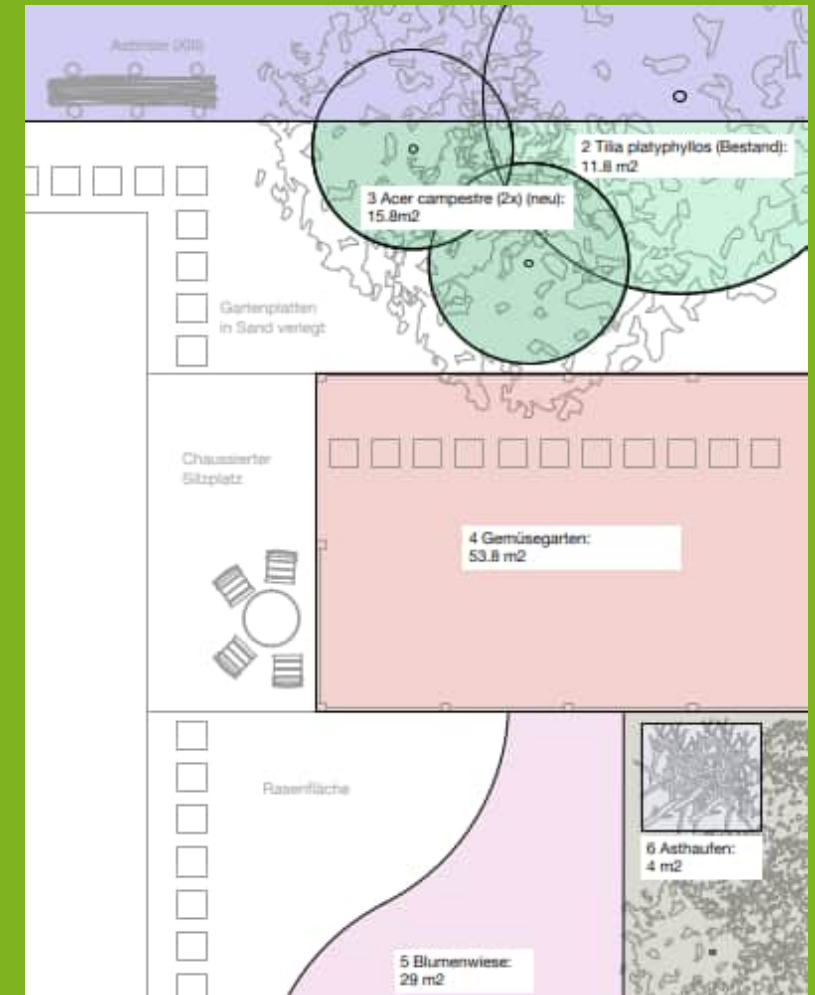 2 Tilia platyphyllos (Bestand):
11.8 m2
3 Acer campestre (2x) (neu):
15.8m2
Gartenplatten
in Sand verlegt
Chaussierter
Sitzplatz
4 Gemüsegarten:
53.8 m2
Rasenfläche
6 Asthaufen:
4 m2
5 Blumenwiese:
29 m2